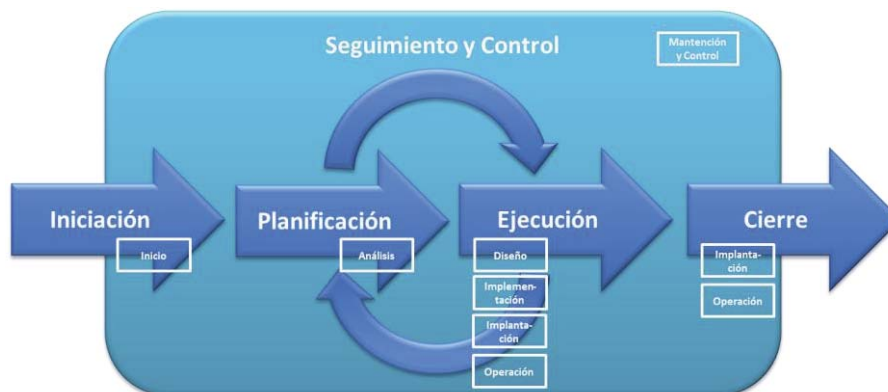 Seguimiento y Control
Mantención
y Control
Iniciación
Planificación
Ejecución
Cierre
Inicio
Análisis
Diseño
Implemen-
tación
Implanta-
ción
Operación
Implanta-
ción
Operación